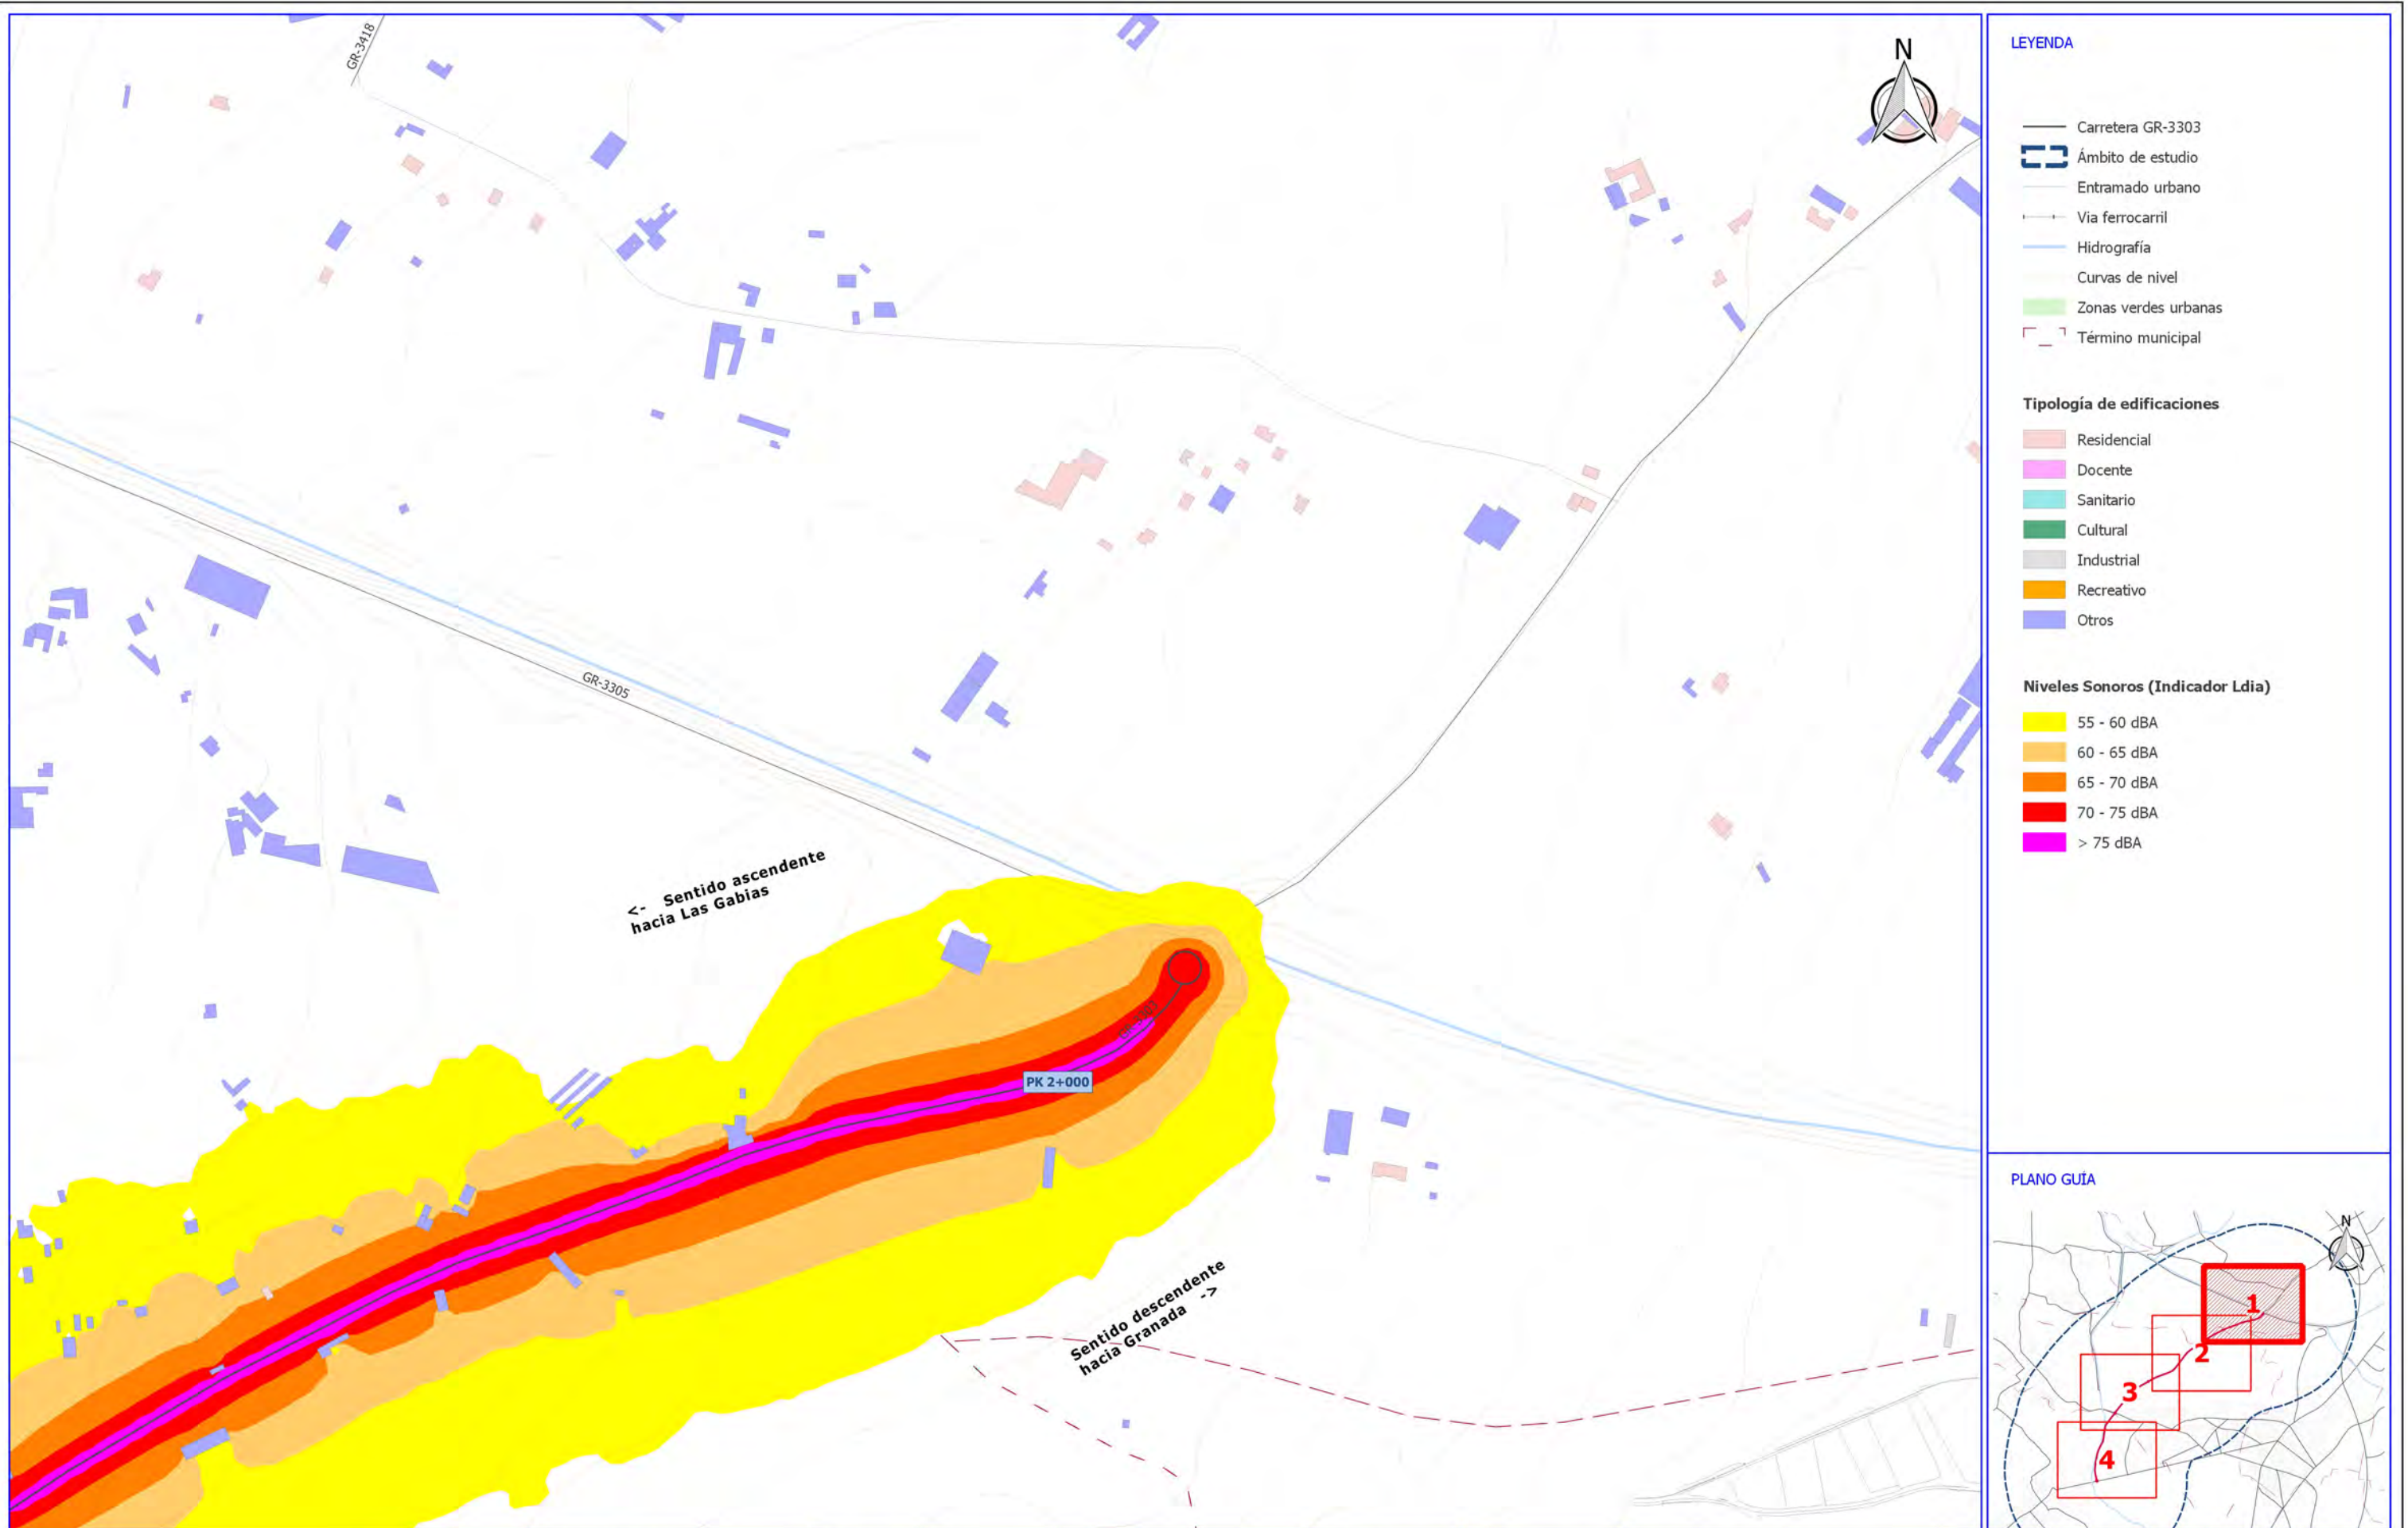 GR-3418
N
GR-3305
<- Sentido ascendente
hacia Las Gabias
GR-3303
PK 2+000
Sentido descendente
hacia Granada ->
LEYENDA
Carretera GR-3303
Ámbito de estudio
Entramado urbano
Via ferrocarril
Hidrografía
Curvas de nivel
Zonas verdes urbanas
Término municipal
Tipología de edificaciones
Residencial
Docente
Sanitario
Cultural
Industrial
Recreativo
Otros
Niveles Sonoros (Indicador Ldia)
55 - 60 dBA
60 - 65 dBA
65 - 70 dBA
70 - 75 dBA
> 75 dBA
PLANO GUÍA
N
1
2
3
4